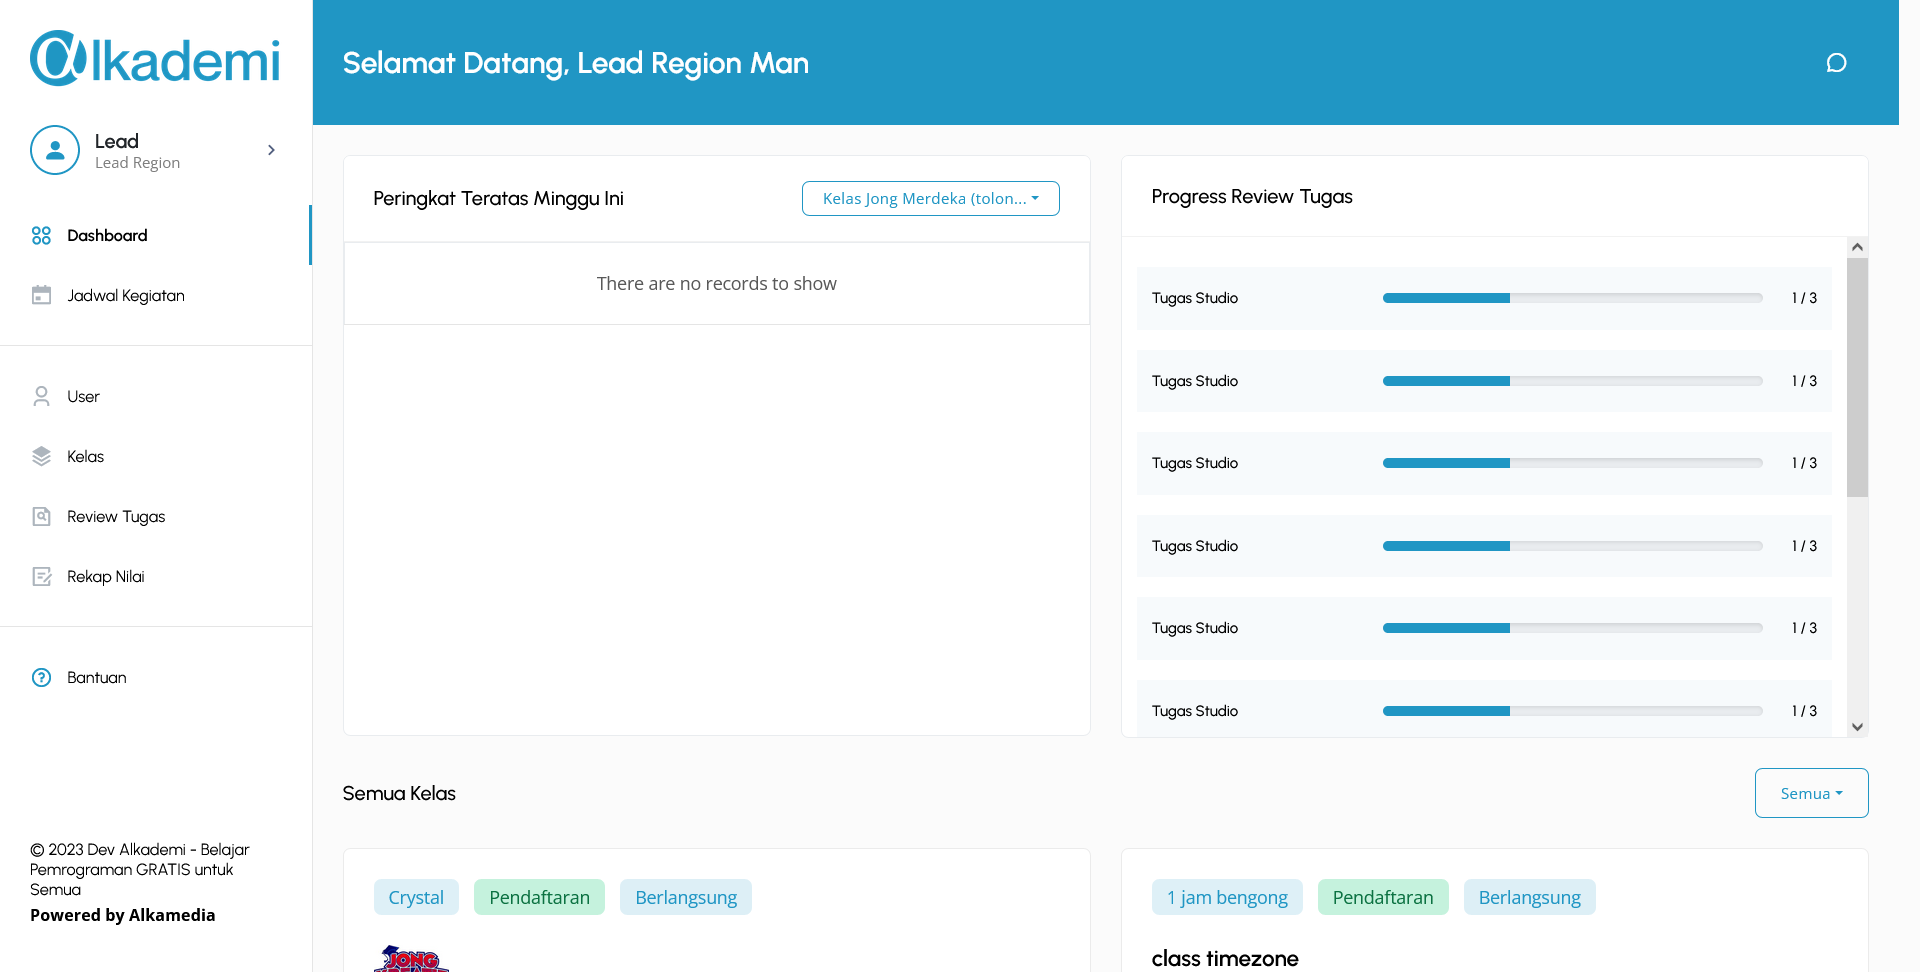 @lkademi
Lead
Lead Region
Dashboard
Jadwal Kegiatan
User
Kelas
Review Tugas
Rekap Nilai
Bantuan
© 2023 Dev Alkademi - Belajar
Pemrograman GRATIS untuk
Semua
Powered by Alkamedia
Selamat Datang, Lead Region Man
Peringkat Teratas Minggu Ini
Kelas Jong Merdeka (tolon...
There are no records to show
Progress Review Tugas
Tugas Studio 1 / 3
Tugas Studio 1 / 3
Tugas Studio 1 / 3
Tugas Studio 1 / 3
Tugas Studio 1 / 3
Tugas Studio 1 / 3
Semua Kelas
Semua
Crystal Pendaftaran Berlangsung
JONG
1 jam bengong Pendaftaran Berlangsung
class timezone